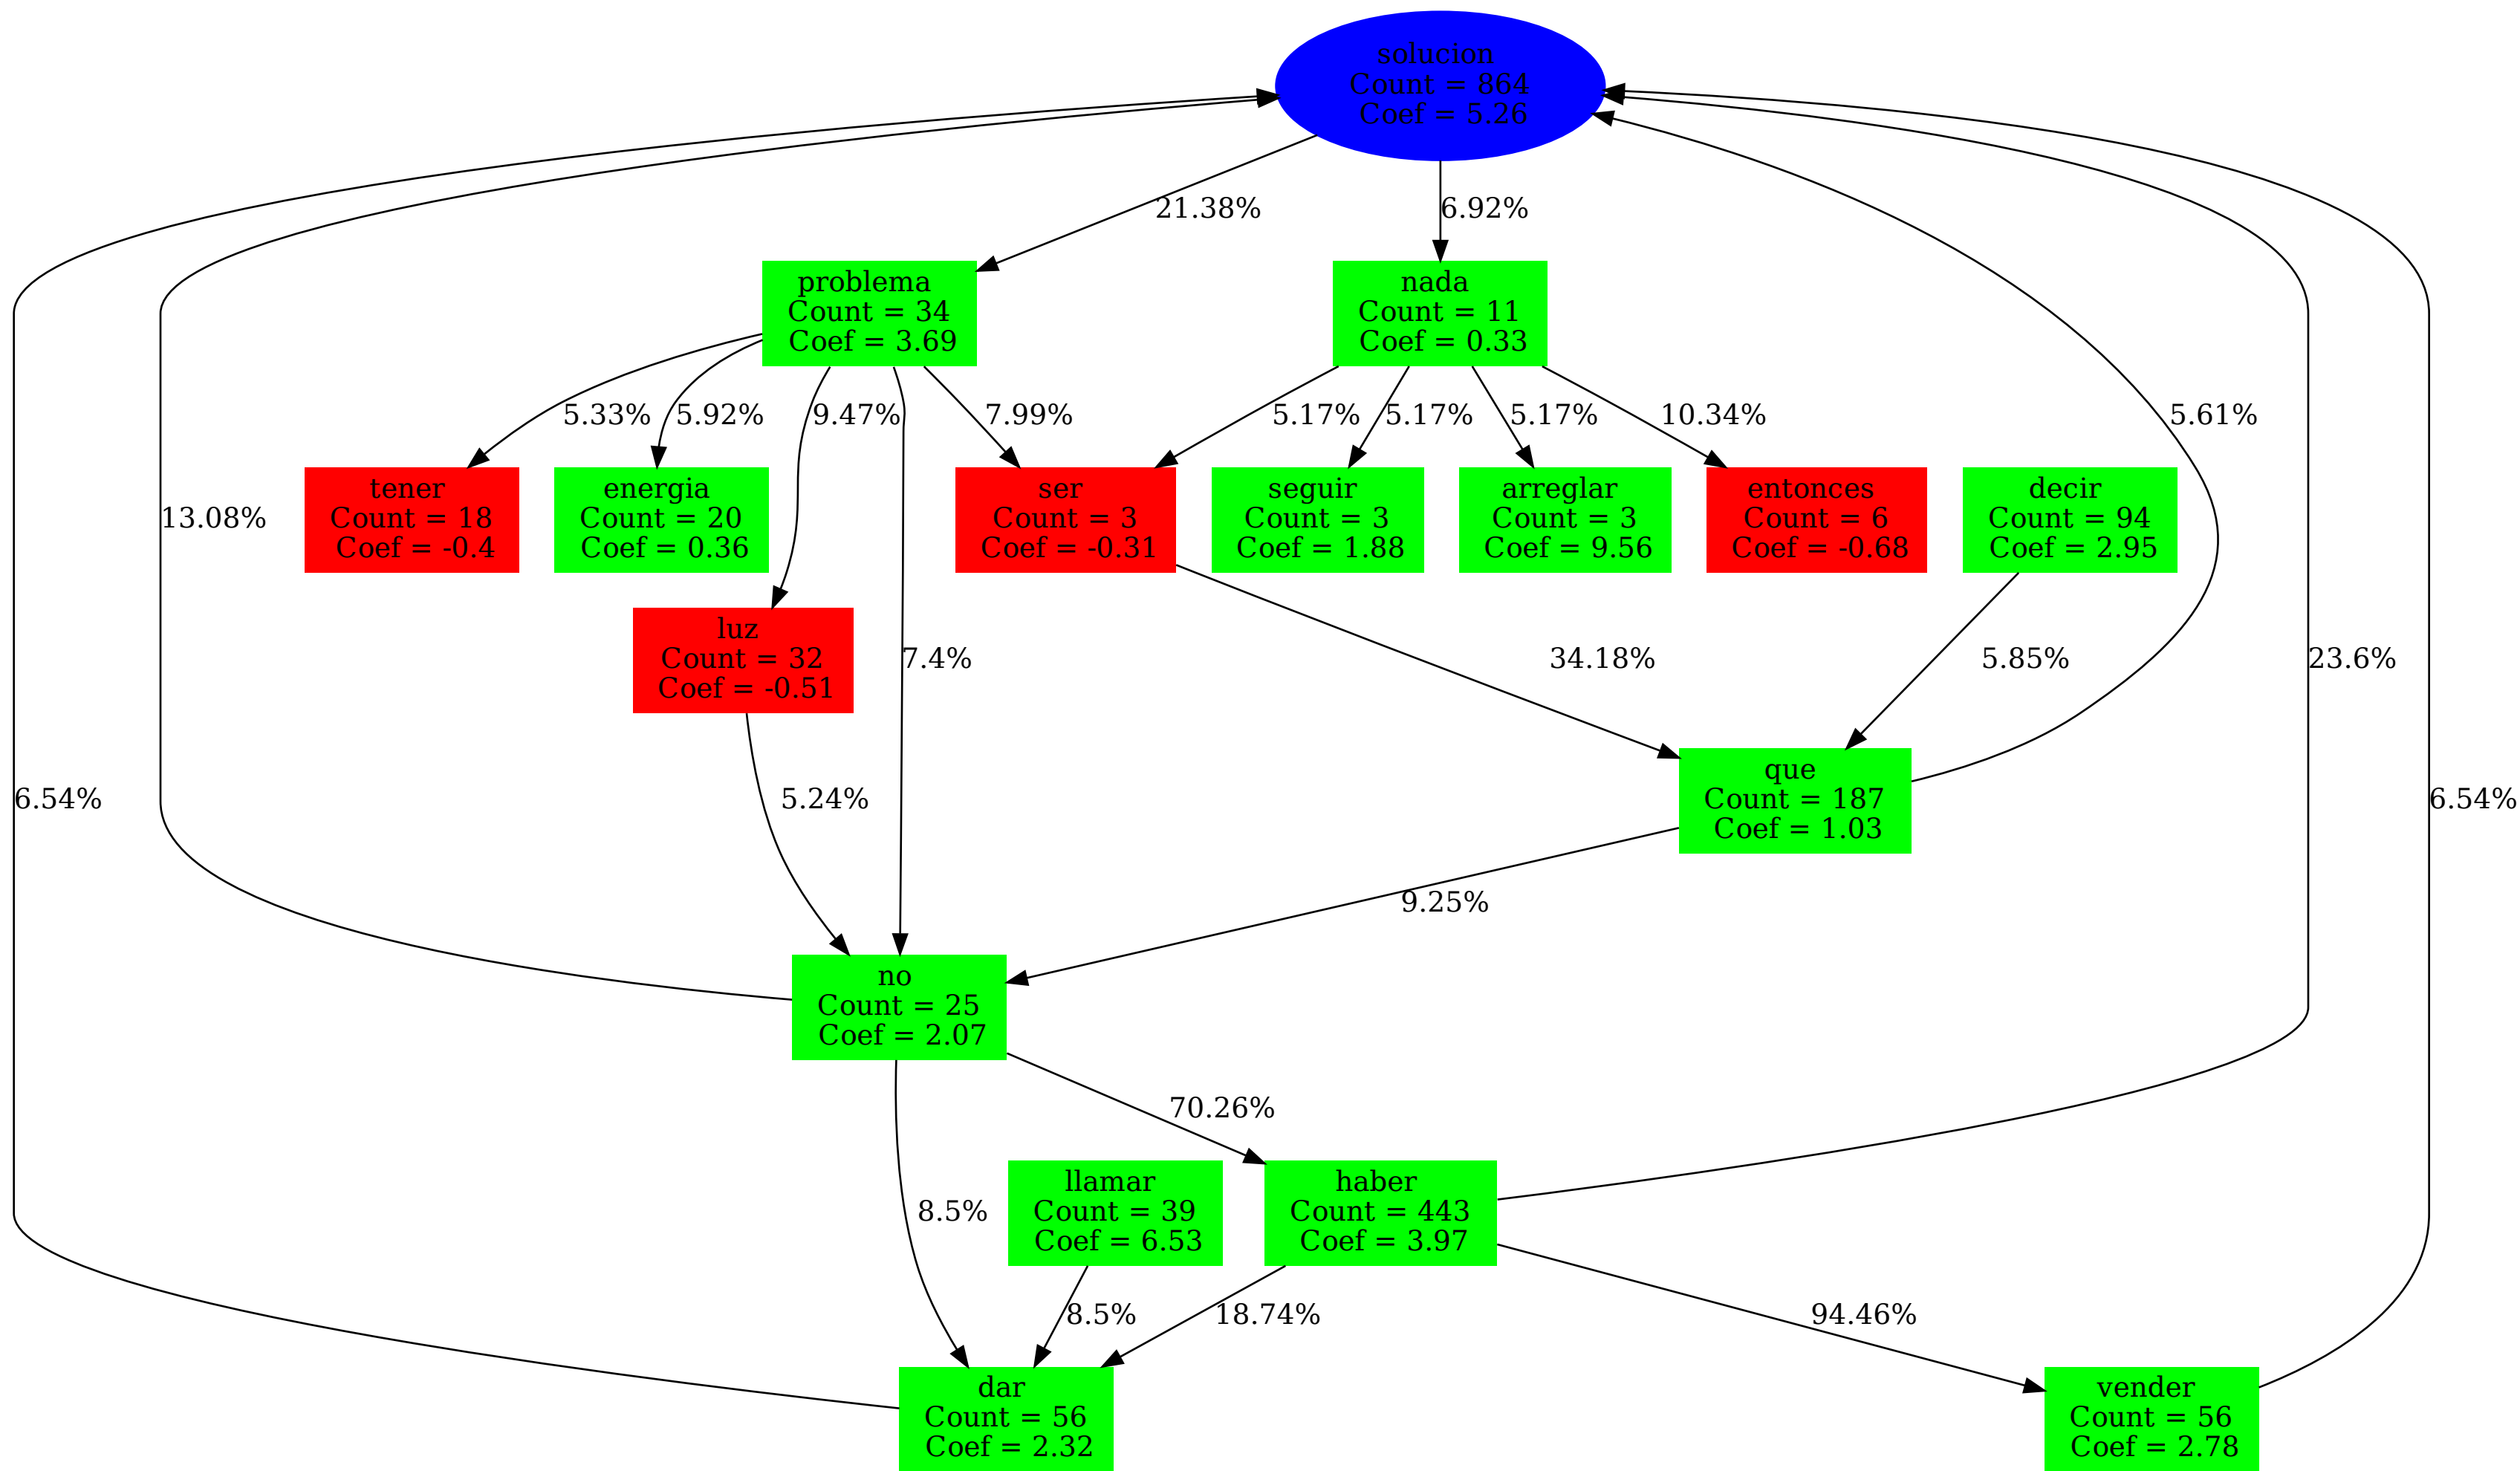 solucion
Count = 864
Coef = 5.26
21.38%
6.92%
problema
Count = 34
Coef = 3.69
nada
Count = 11
Coef = 0.33
5.33%
5.92%
9.47%
7.99%
5.17%
5.17%
5.17%
10.34%
5.61%
13.08%
tener
Count = 18
Coef = -0.4
energia
Count = 20
Coef = 0.36
ser
Count = 3
Coef = -0.31
seguir
Count = 3
Coef = 1.88
arreglar
Count = 3
Coef = 9.56
entonces
Count = 6
Coef = -0.68
decir
Count = 94
Coef = 2.95
luz
Count = 32
Coef = -0.51
7.4%
34.18%
5.85%
23.6%
6.54%
5.24%
que
Count = 187
Coef = 1.03
6.54%
9.25%
no
Count = 25
Coef = 2.07
70.26%
8.5%
llamar
Count = 39
Coef = 6.53
haber
Count = 443
Coef = 3.97
8.5%
18.74%
94.46%
dar
Count = 56
Coef = 2.32
vender
Count = 56
Coef = 2.78